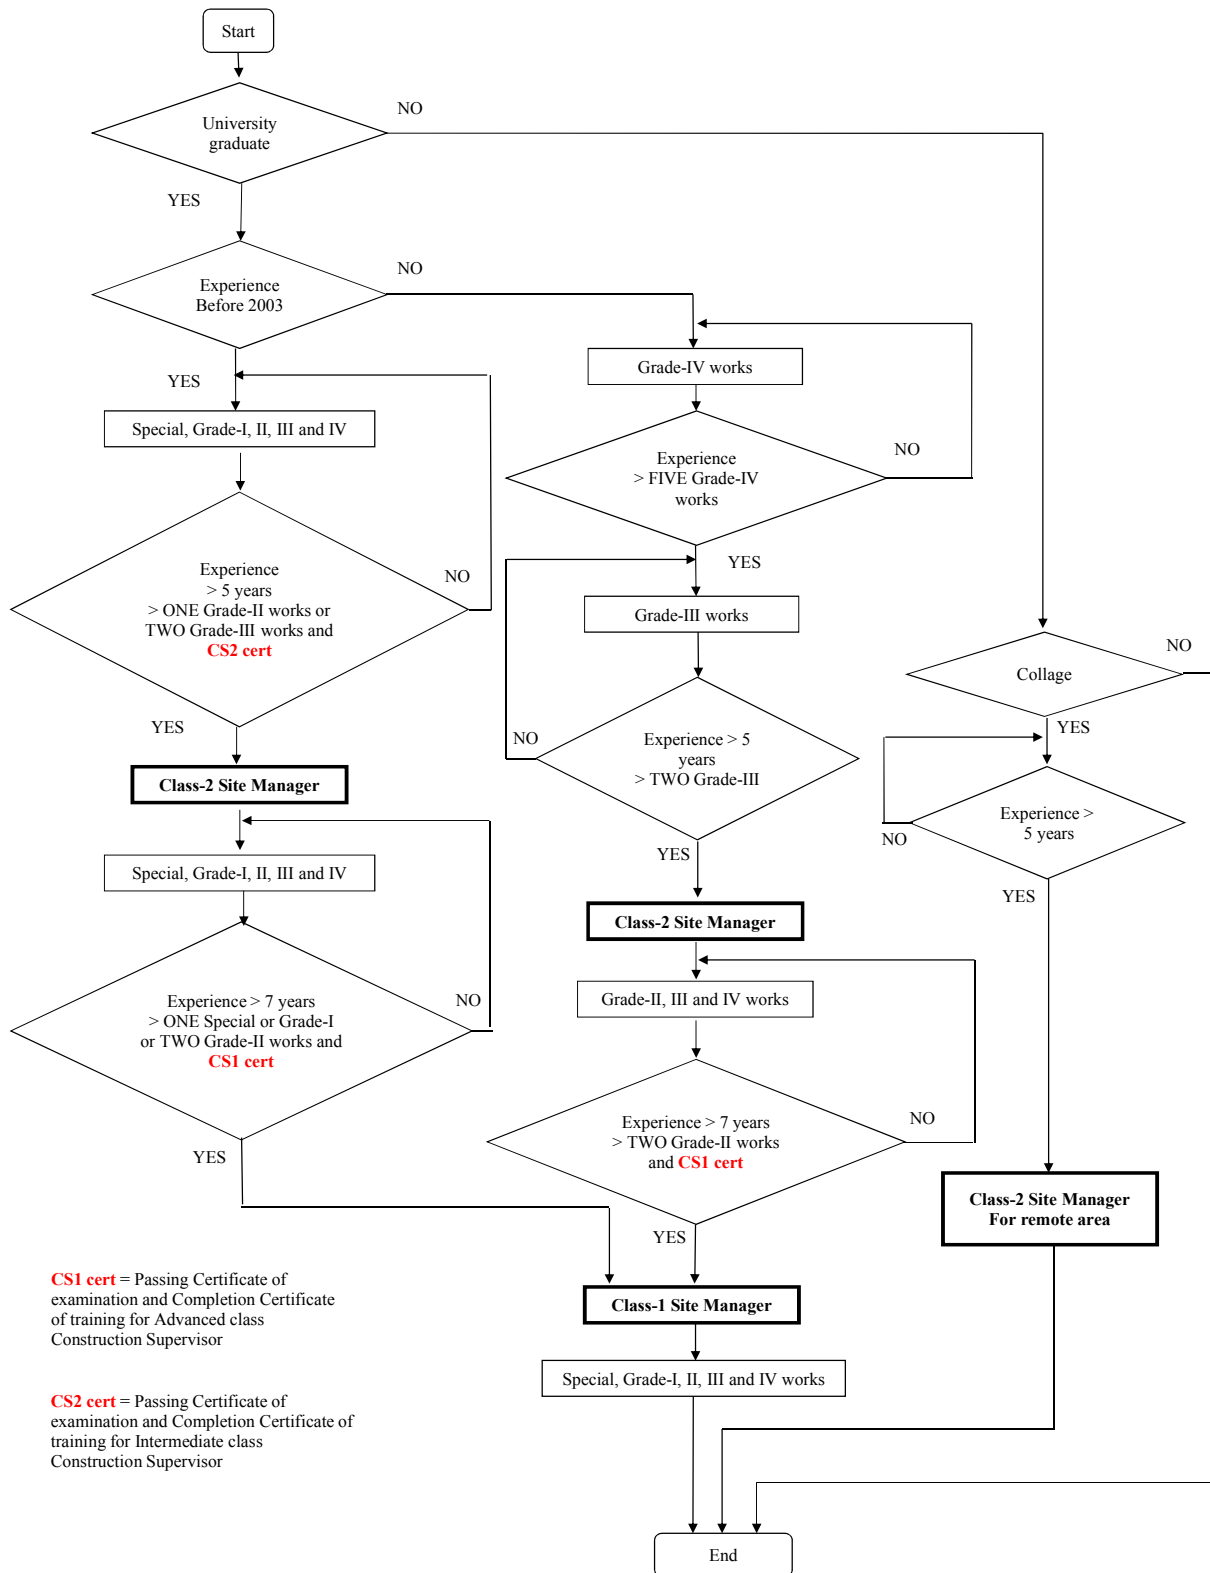 Start
University
graduate
NO
YES
Experience
Before 2003
NO
YES
Special, Grade-I, II, III and IV
Experience
> 5 years
> ONE Grade-II works or
TWO Grade-III works and
CS2 cert
NO
YES
Class-2 Site Manager
Special, Grade-I, II, III and IV
Experience > 7 years
> ONE Special or Grade-I
or TWO Grade-II works and
CS1 cert
NO
YES
Grade-IV works
Experience
> FIVE Grade-IV
works
NO
YES
Grade-III works
Experience > 5
years
> TWO Grade-III
NO
YES
Class-2 Site Manager
Grade-II, III and IV works
Experience > 7 years
> TWO Grade-II works
and CS1 cert
NO
YES
Class-1 Site Manager
Special, Grade-I, II, III and IV works
Collage
NO
YES
Experience >
5 years
NO
YES
Class-2 Site Manager
For remote area
End
CS1 cert = Passing Certificate of
examination and Completion Certificate
of training for Advanced class
Construction Supervisor
CS2 cert = Passing Certificate of
examination and Completion Certificate of
training for Intermediate class
Construction Supervisor